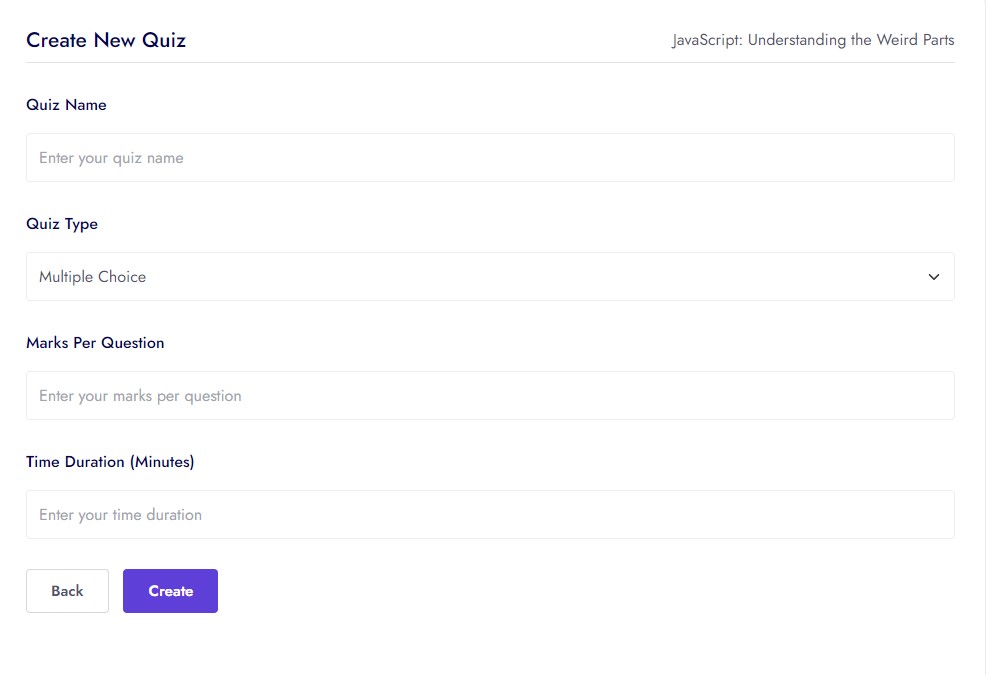 Create New Quiz
JavaScript: Understanding the Weird Parts
Quiz Name
Enter your quiz name
Quiz Type
Multiple Choice
Marks Per Question
Enter your marks per question
Time Duration (Minutes)
Enter your time duration
Back
Create